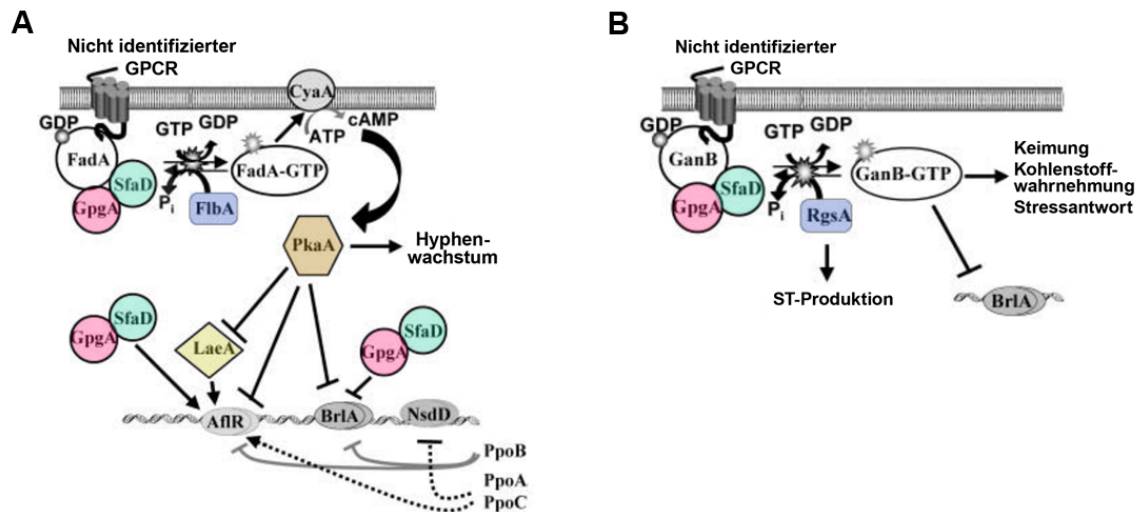 A
Nicht identifizierter
GPCR
CyaA
GDP
GTP
GDP
ATP
cAMP
FadA
FadA-GTP
SfaD
GpgA
Pi
FlbA
PkaA
Hyphen-
wachstum
SfaD
GpgA
LaeA
SfaD
GpgA
AflR
BrlA
NsdD
PpoB
PpoA
PpoC
B
Nicht identifizierter
GPCR
GDP
GTP
GDP
GanB
GanB-GTP
SfaD
GpgA
Pi
RgsA
Keimung
Kohlenstoff-
wahrnehmung
Stressantwort
ST-Produktion
BrlA